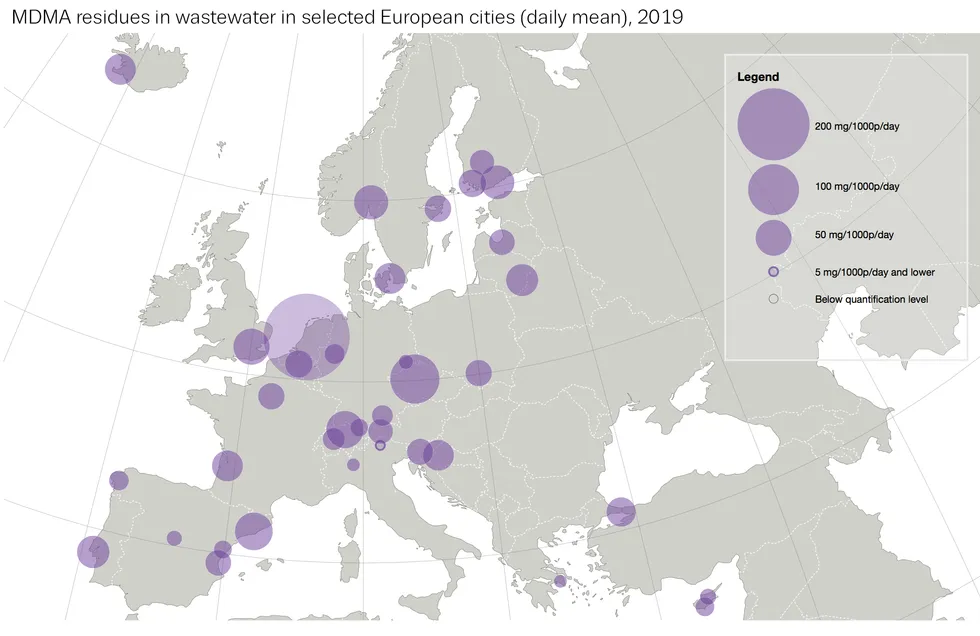 MDMA residues in wastewater in selected European cities (daily mean), 2019
Legend
200 mg/1000p/day
100 mg/1000p/day
50 mg/1000p/day
5 mg/1000p/day and lower
Below quantification level